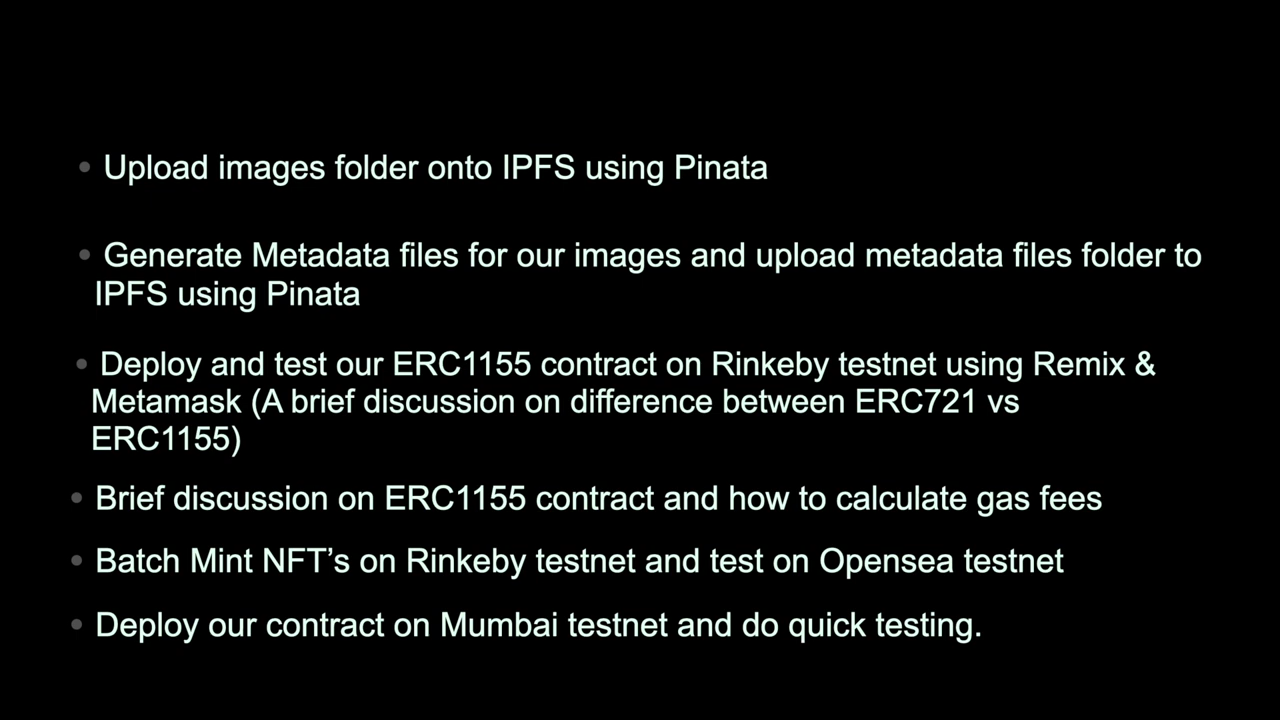 • Upload images folder onto IPFS using Pinata
• Generate Metadata files for our images and upload metadata files folder to
IPFS using Pinata
• Deploy and test our ERC1155 contract on Rinkeby testnet using Remix &
Metamask (A brief discussion on difference between ERC721 vs
ERC1155)
• Brief discussion on ERC1155 contract and how to calculate gas fees
• Batch Mint NFT’s on Rinkeby testnet and test on Opensea testnet
• Deploy our contract on Mumbai testnet and do quick testing.